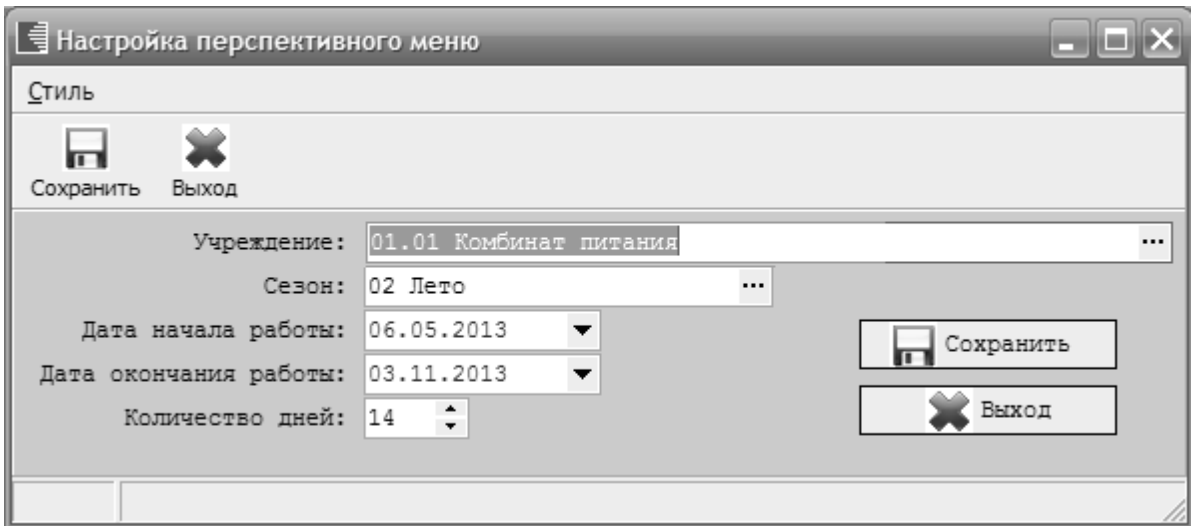 Настройка перспективного меню
Стиль
Сохранить Выход
Учреждение: 01.01 Комбинат питания ...
Сезон: 02 Лето ...
Дата начала работы: 06.05.2013
Сохранить
Дата окончания работы: 03.11.2013
Выход
Количество дней: 14